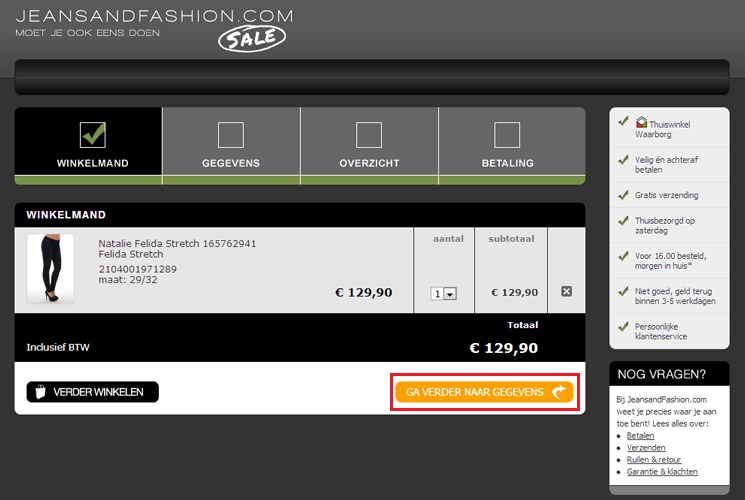 JEANSANDFASHION.COM
MOET JE OOK EENS DOEN
SALE
WINKELMAND
GEGEVENS
OVERZICHT
BETALING
WINKELMAND
Natalie Felida Stretch 165762941
Felida Stretch
2104001971289
maat: 29/32
€ 129,90
aantal
1
subtotaal
€ 129,90
Totaal
Inclusief BTW
€ 129,90
VERDER WINKELEN
GA VERDER NAAR GEGEVENS
Thuiswinkel
Waarborg
Veilig én achteraf
betalen
Gratis verzending
Thuisbezorgd op
zaterdag
Voor 16.00 besteld,
morgen in huis*
Niet goed, geld terug
binnen 3-5 werkdagen
Persoonlijke
klantenservice
NOG VRAGEN?
Bij JeansandFashion.com
weet je precies waar je aan
toe bent! Lees alles over:
Betalen
Verzenden
Ruilen & retour
Garantie & klachten